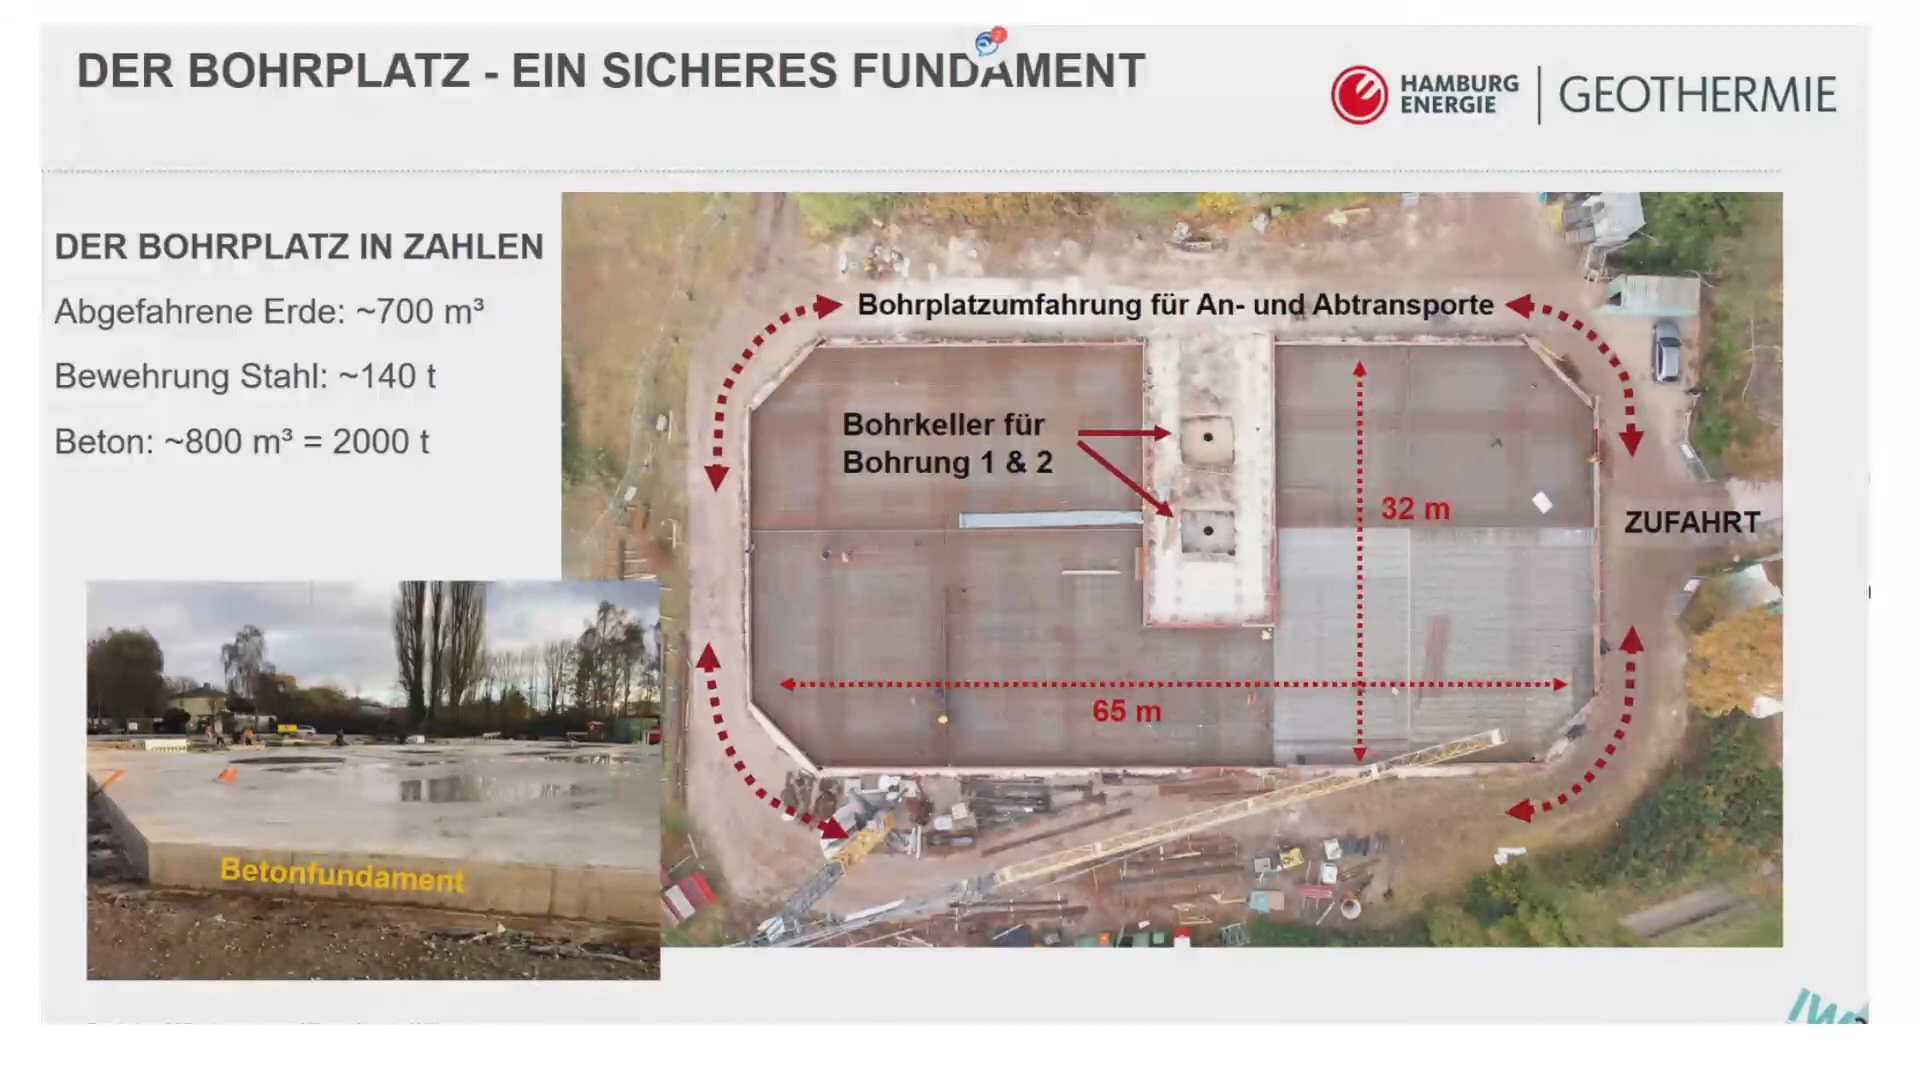 DER BOHRPLATZ - EIN SICHERES FUNDAMENT
2
HAMBURG
ENERGIE
GEOTHERMIE
DER BOHRPLATZ IN ZAHLEN
Abgefahrene Erde: ~700 m³
Bewehrung Stahl: ~140 t
Beton: ~800 m³ = 2000 t
Bohrplatzumfahrung für An- und Abtransporte
Bohrkeller für
Bohrung 1 & 2
32 m
ZUFAHRT
65 m
Betonfundament